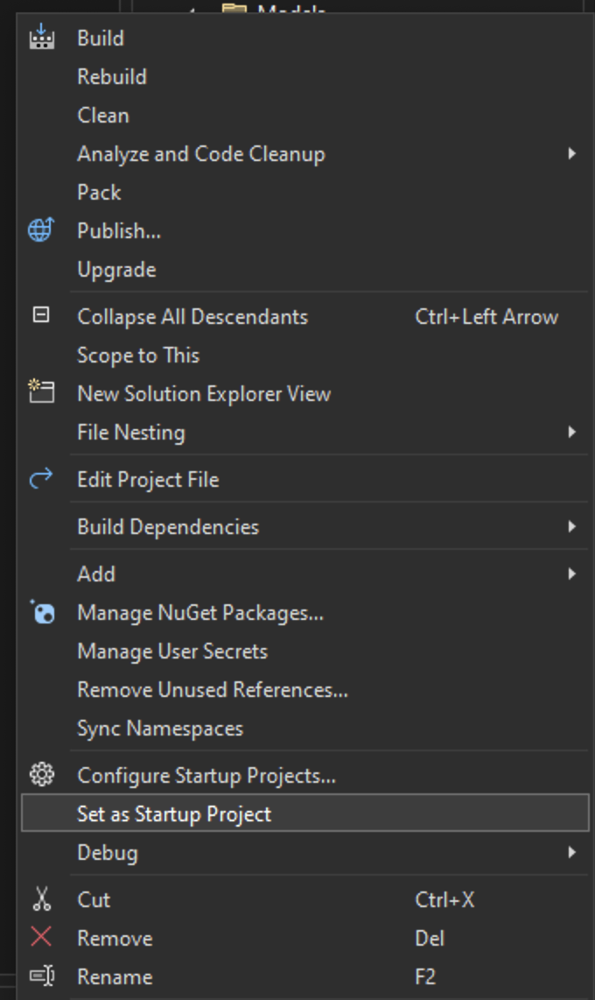 Models
Build
Rebuild
Clean
Analyze and Code Cleanup
Pack
Publish...
Upgrade
Collapse All Descendants Ctrl+Left Arrow
Scope to This
New Solution Explorer View
File Nesting
Edit Project File
Build Dependencies
Add
Manage NuGet Packages...
Manage User Secrets
Remove Unused References...
Sync Namespaces
Configure Startup Projects...
Set as Startup Project
Debug
Cut Ctrl+X
Remove Del
Rename F2